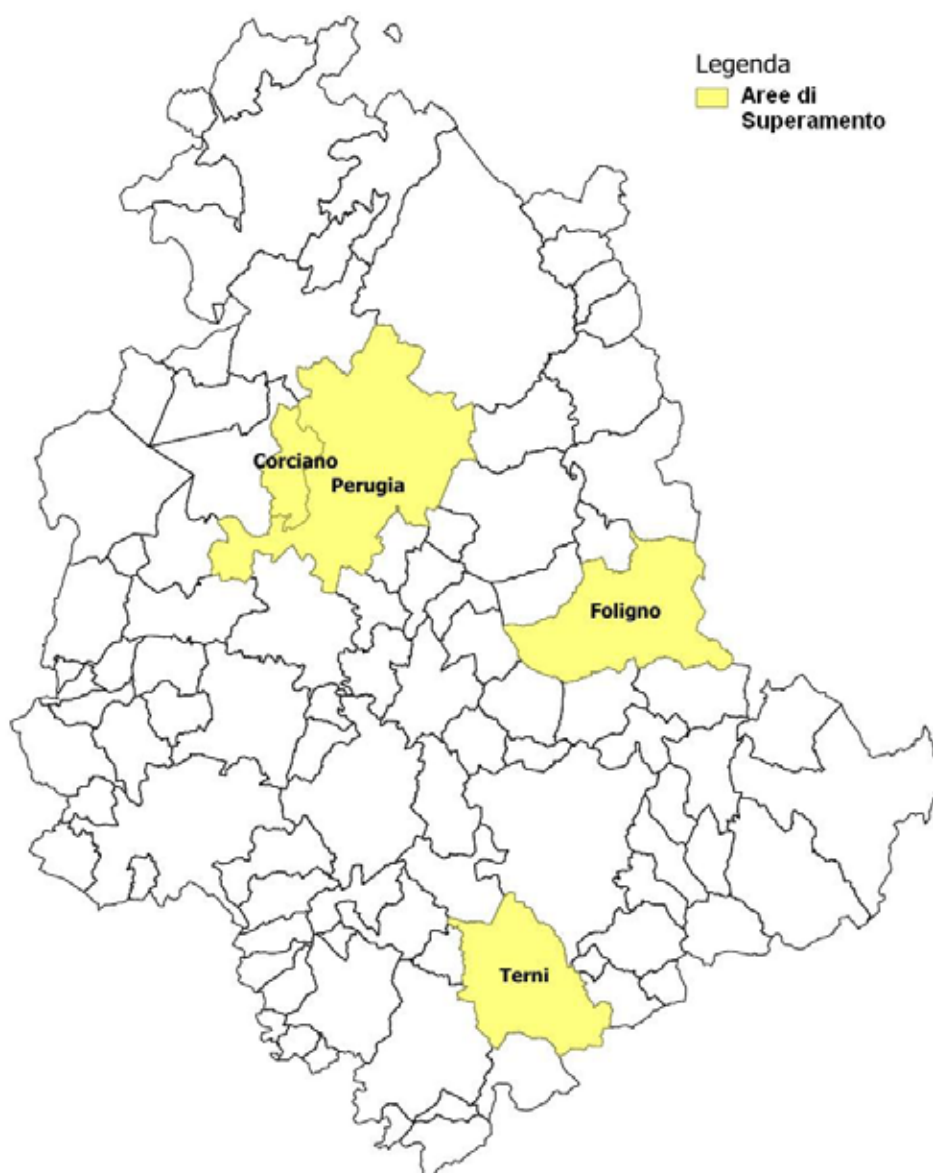 Legenda
Aree di
Superamento
Corciano
Perugia
Foligno
Terni